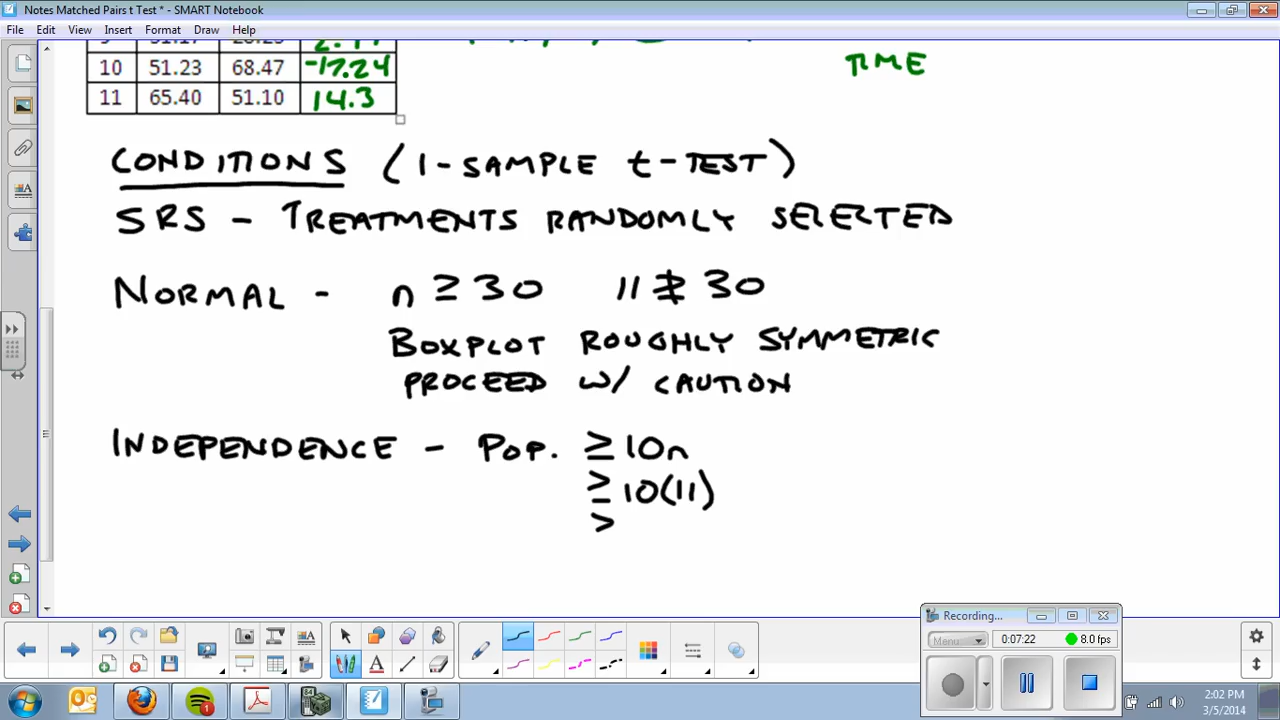 Notes Matched Pairs t Test * - SMART Notebook
File Edit View Insert Format Draw Help
TIME
10 51.23 68.47 -17.24
11 65.40 51.10 14.3
CONDITIONS (1-SAMPLE t-TEST)
SRS - TREATMENTS RANDOMLY SELECTED
NORMAL - n ≥ 30 11 ≱ 30
BOXPLOT ROUGHLY SYMMETRIC
PROCEED W/ CAUTION
INDEPENDENCE - POP. ≥ 10n
≥ 10(11)
>
Recording...
Menu 0:07:22 8.0 fps
2:02 PM
3/5/2014